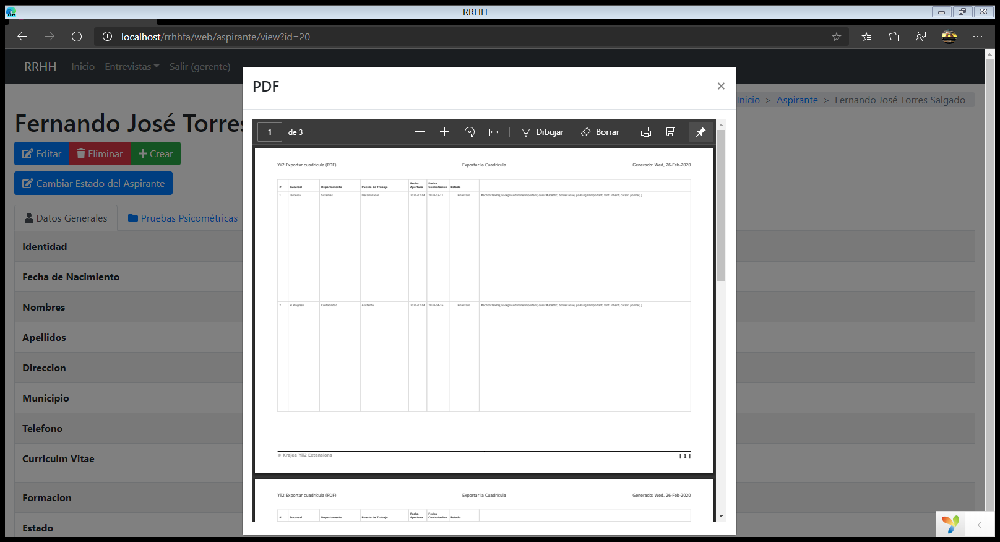 RRHH
localhost/rrhhfa/web/aspirante/view?id=20
RRHH Inicio Entrevistas Salir (gerente)
PDF ×
Inicio > Aspirante > Fernando José Torres Salgado
Fernando José Torres
Editar Eliminar Crear
Cambiar Estado del Aspirante
Datos Generales Pruebas Psicométricas
Identidad
Fecha de Nacimiento
Nombres
Apellidos
Direccion
Municipio
Telefono
Curriculm Vitae
Formacion
Estado
1 de 3 Dibujar Borrar
Yii2 Exportar cuadrícula (PDF) Exportar la Cuadrícula Generado: Wed, 26-Feb-2020
# Sucursal Departamento Puesto de Trabajo Fecha Apertura Fecha Contratacion Estado
1 La Ceiba Sistemas Desarrollador 2020-02-14 2020-03-11 Finalizado #actionDelete{ background:none!important; color:#3c8dbc; border:none; padding:0!important; font: inherit; cursor: pointer; }
2 El Progreso Contabilidad Asistente 2020-02-14 2020-04-16 Finalizado #actionDelete{ background:none!important; color:#3c8dbc; border:none; padding:0!important; font: inherit; cursor: pointer; }
© Krajee Yii2 Extensions [ 1 ]
Yii2 Exportar cuadrícula (PDF) Exportar la Cuadrícula Generado: Wed, 26-Feb-2020
# Sucursal Departamento Puesto de Trabajo Fecha Apertura Fecha Contratacion Estado